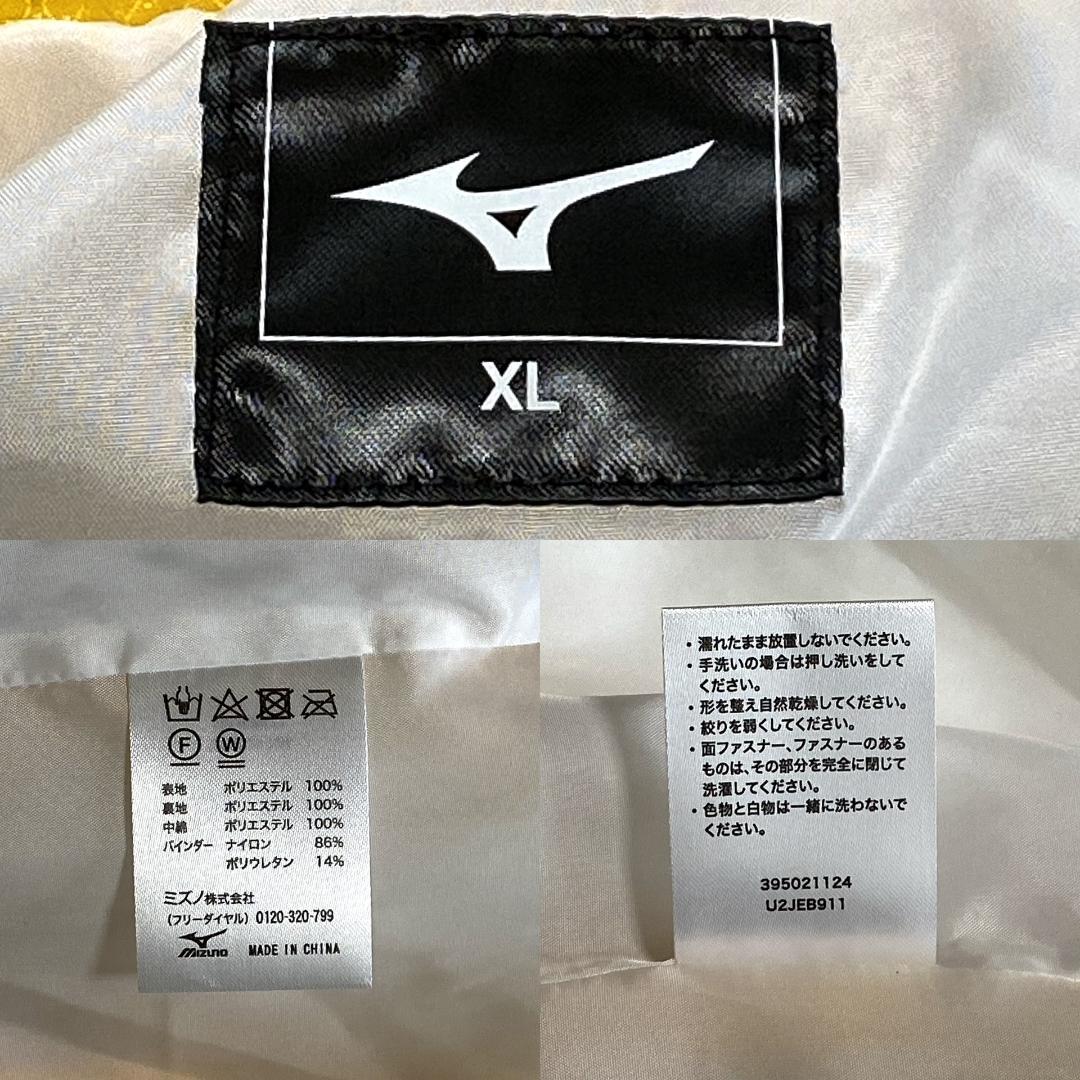 XL
F W
表地 ポリエステル 100%
裏地 ポリエステル 100%
中綿 ポリエステル 100%
バインダー ナイロン 86%
ポリウレタン 14%
ミズノ株式会社
(フリーダイヤル) 0120-320-799
mizuno MADE IN CHINA
・濡れたまま放置しないでください。
・手洗いの場合は押し洗いをして
ください。
・形を整え自然乾燥してください。
・絞りを弱くしてください。
・面ファスナー、ファスナーのある
ものは、その部分を完全に閉じて
洗濯してください。
・色物と白物は一緒に洗わないで
ください。
395021124
U2JEB911